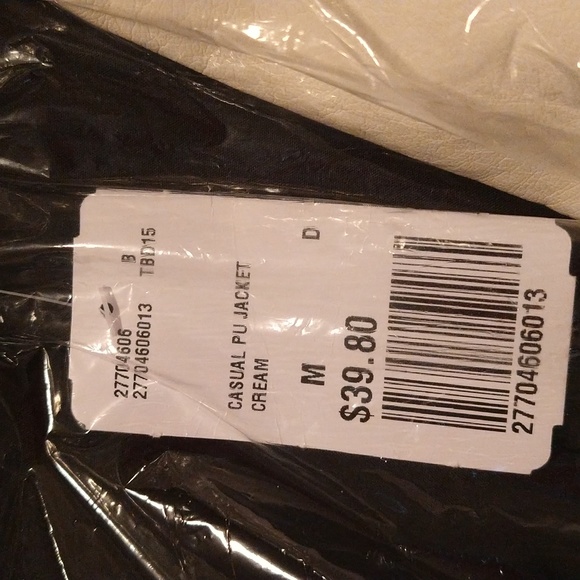 27704606 B
27704606013 TBD15
CASUAL PU JACKET
CREAM
M D
$39.80
27704606013